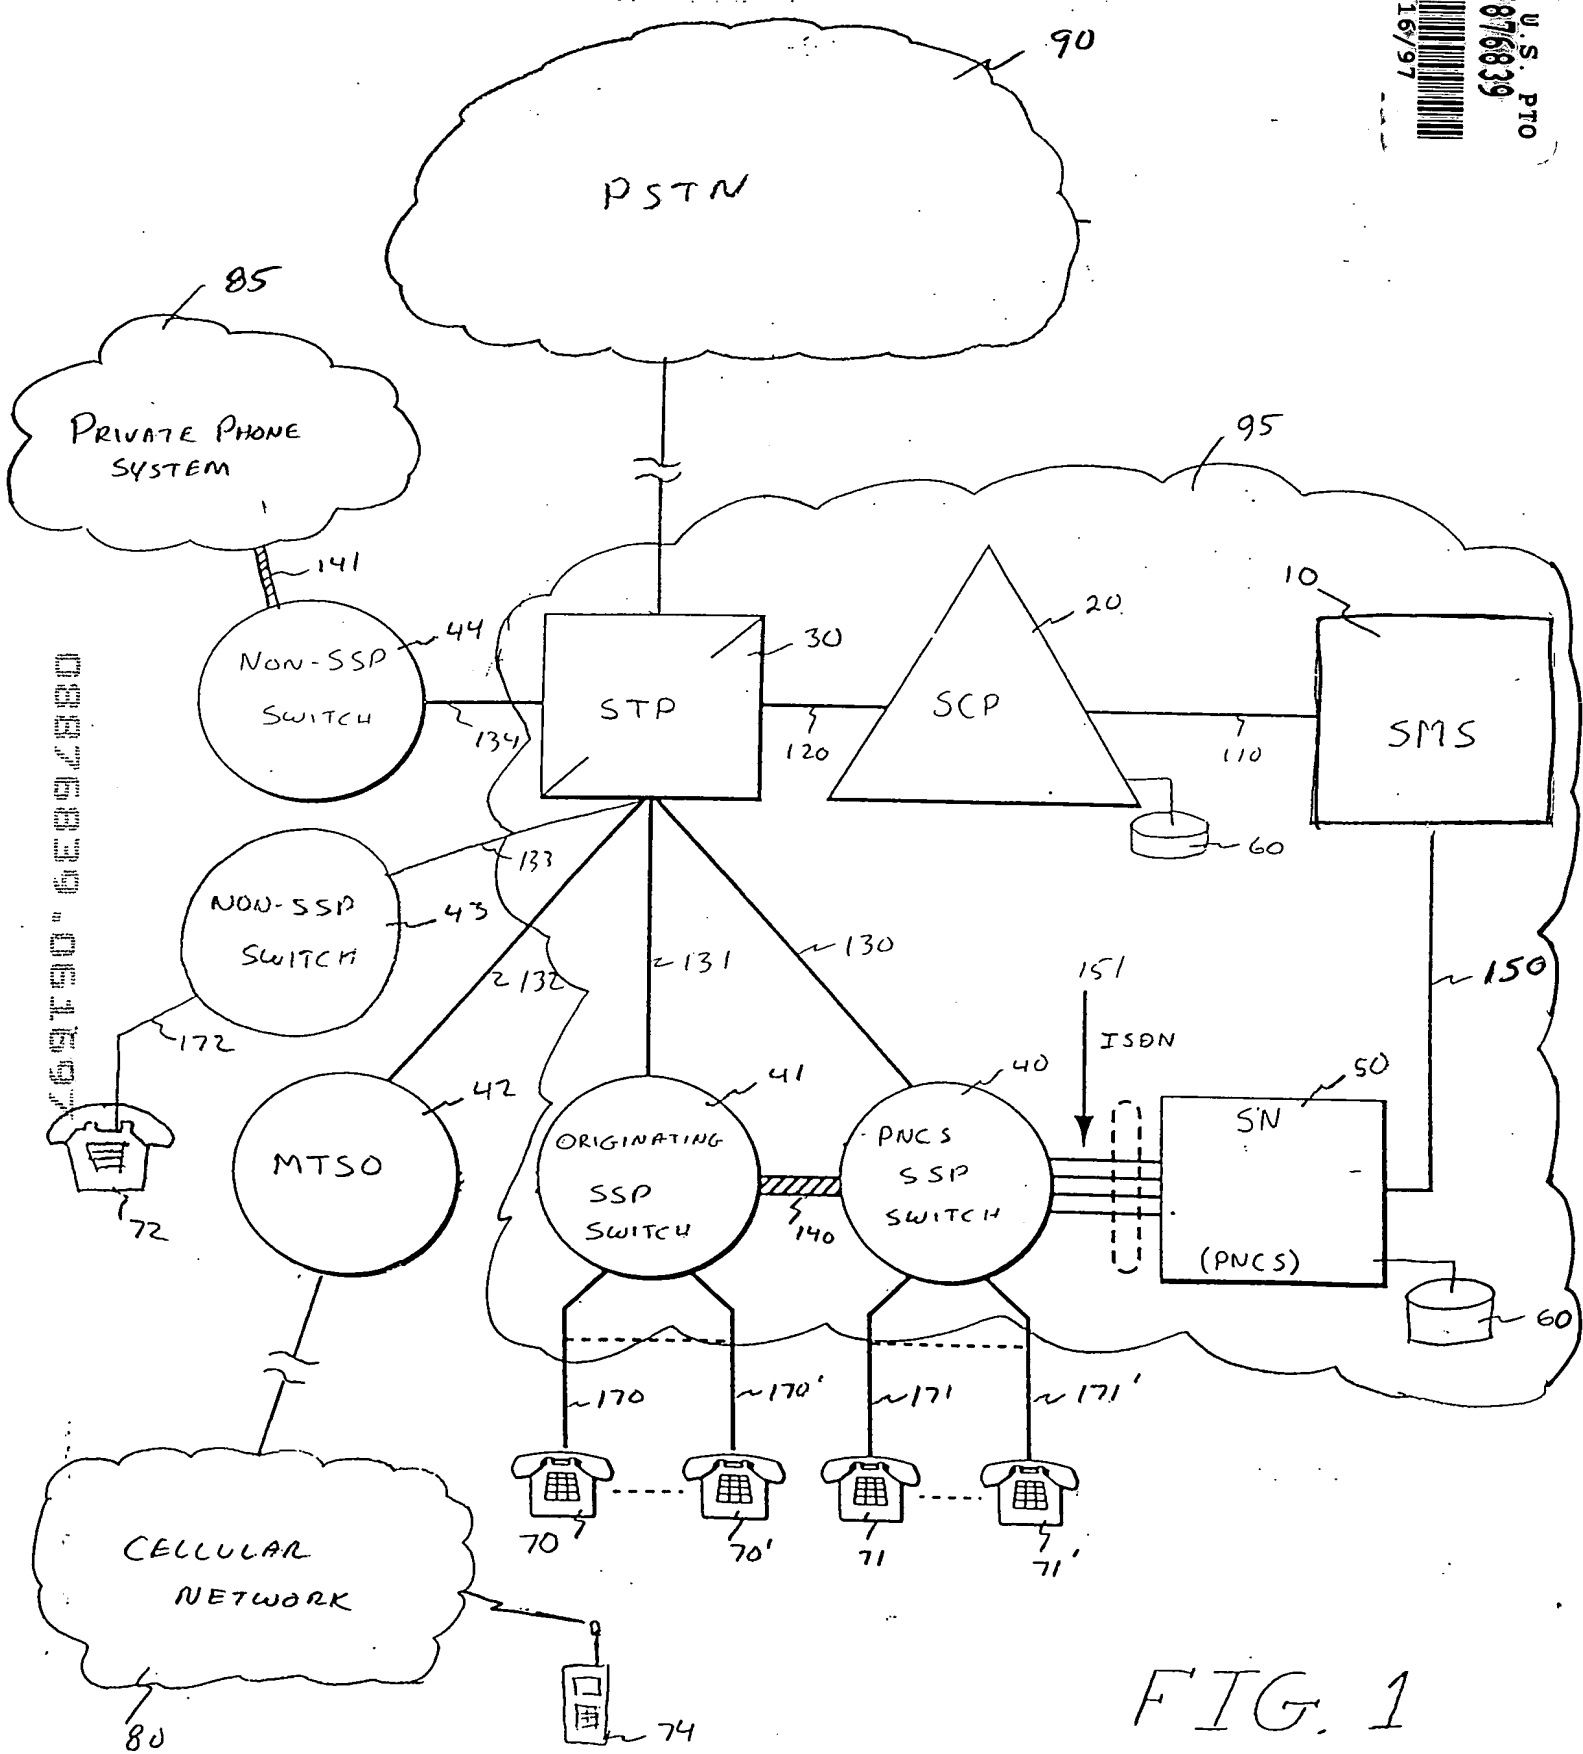 U.S. PTO
876839
16/97
90
PSTN
85
PRIVATE PHONE
SYSTEM
95
141
10
20
44
30
NON-SSP
SWITCH
STP
SCP
SMS
134
120
110
60
133
NON-SSP
SWITCH
43
130
132
131
151
150
172
ISDN
42
41
40
50
SN
ORIGINATING
SSP
SWITCH
PNCS
SSP
SWITCH
MTSO
72
140
(PNCS)
60
170
170'
171
171'
70
70'
71
71'
CELLULAR
NETWORK
80
74
FIG. 1
08876839.061697